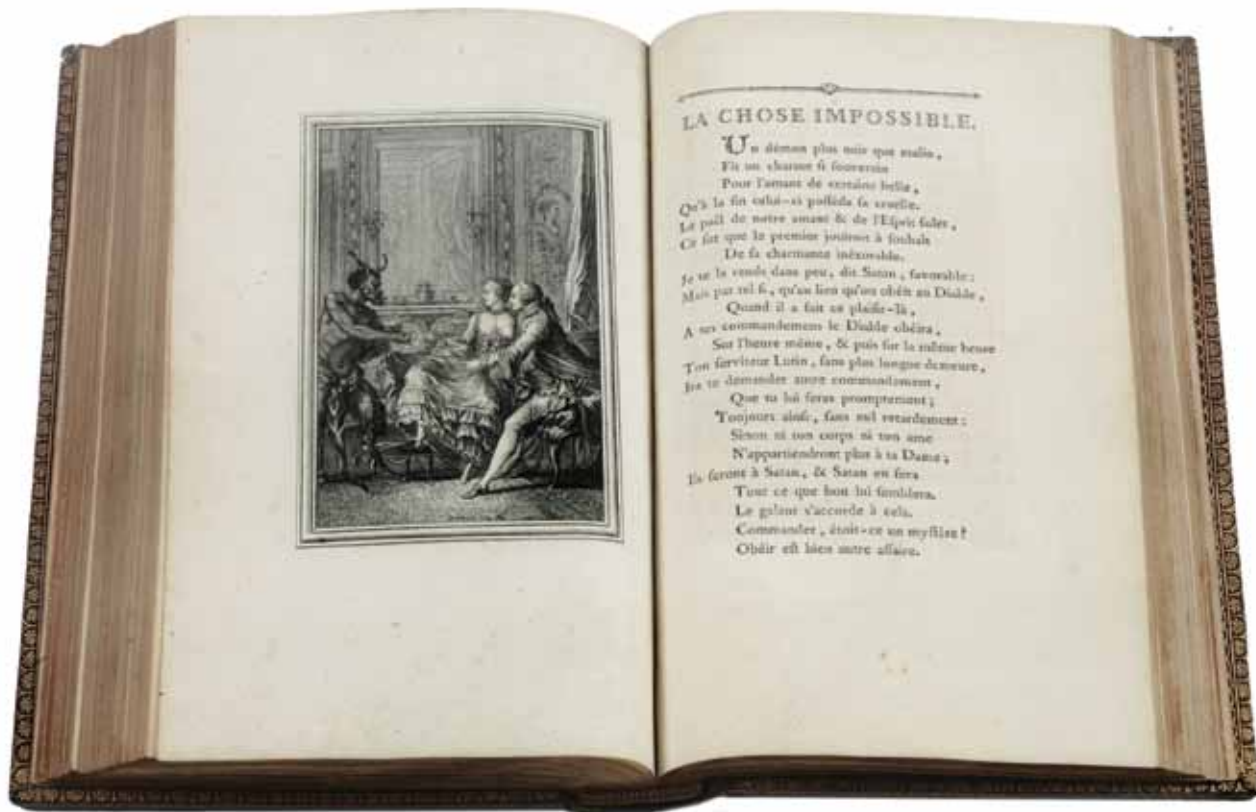 LA CHOSE IMPOSSIBLE.
Un démon plus noir que malin,
Fit un charme si souverain
Pour l'amant de certaine belle,
Qu'à la fin celui-ci posséda sa cruelle.
Le pact de notre amant & de l'Esprit folet,
Ce fut que le premier jouiroit à souhait
De sa charmante inéxorable.
Je te la rends dans peu, dit Satan, favorable:
Mais par tel si, qu'au lieu qu'on obéit au Diable,
Quand il a fait ce plaisir-là,
A tes commandemens le Diable obéira,
Sur l'heure même, & puis sur la même heure
Ton serviteur Lutin, sans plus longue demeure,
Ira te demander autre commandement,
Que tu lui feras promptement;
Toujours ainsi, sans nul retardement:
Sinon ni ton corps ni ton ame
N'appartiendront plus à ta Dame;
Ils seront à Satan, & Satan en fera
Tout ce que bon lui semblera.
Le galant s'accorde à cela.
Commander, étoit-ce un mystère?
Obéir est bien autre affaire.